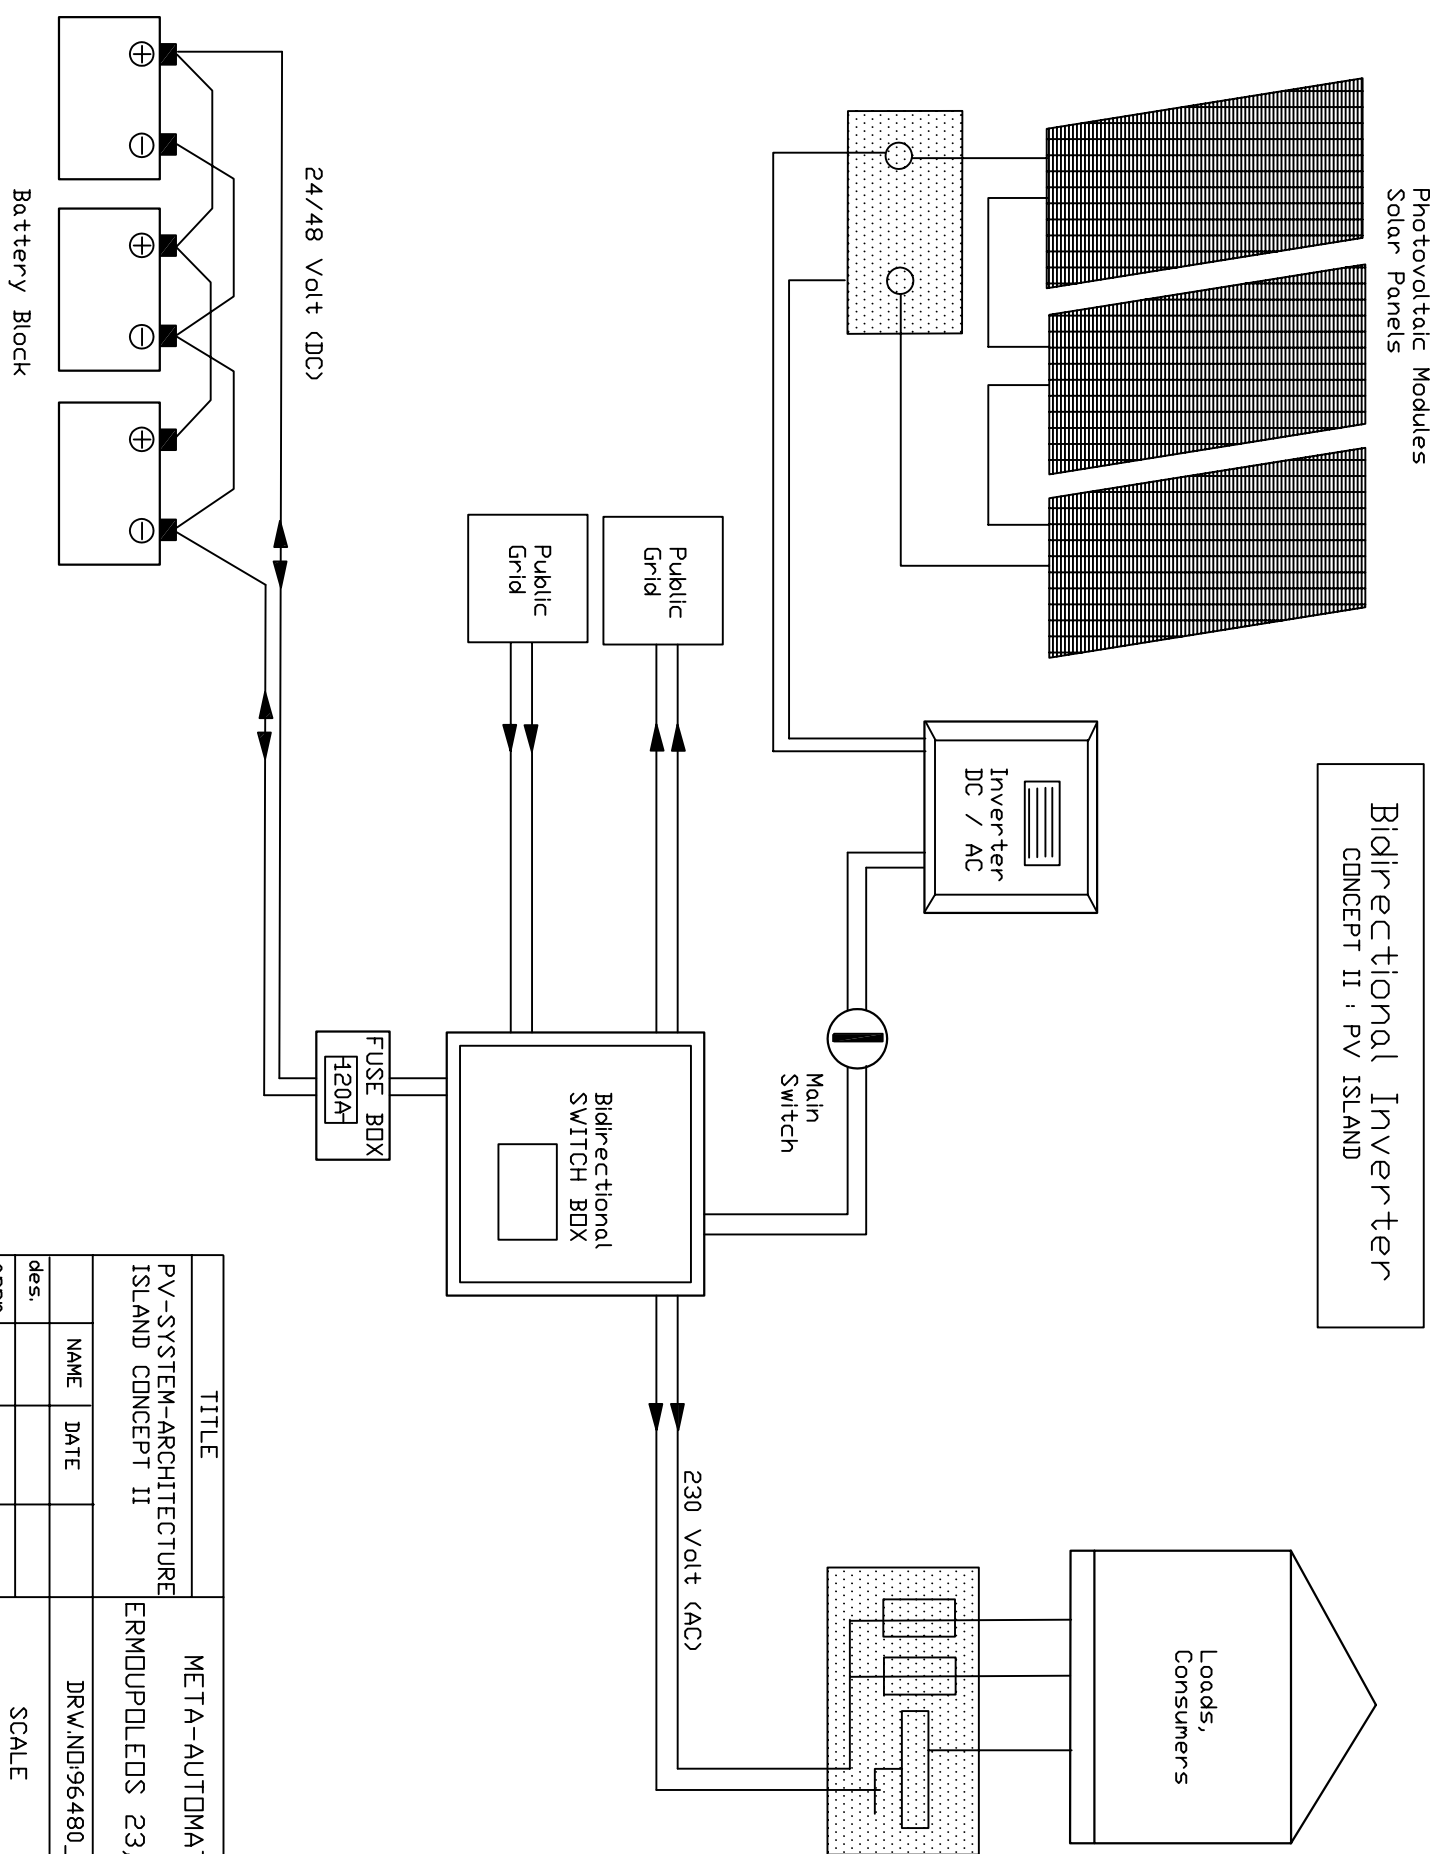 Photovoltaic Modules
Solar Panels
Bidirectional Inverter
CONCEPT II : PV ISLAND
Inverter
DC / AC
Main
Switch
Loads,
Consumers
Public
Grid
Public
Grid
Bidirectional
SWITCH BOX
230 Volt (AC)
FUSE BOX
120A
24/48 Volt (DC)
+
-
+
-
+
-
Battery Block
TITLE
PV-SYSTEM-ARCHITECTURE
ISLAND CONCEPT II
META-AUTOMAT
ERMOUPOLEOS 23,
NAME DATE
DRW.NO:96480_
des.
SCALE